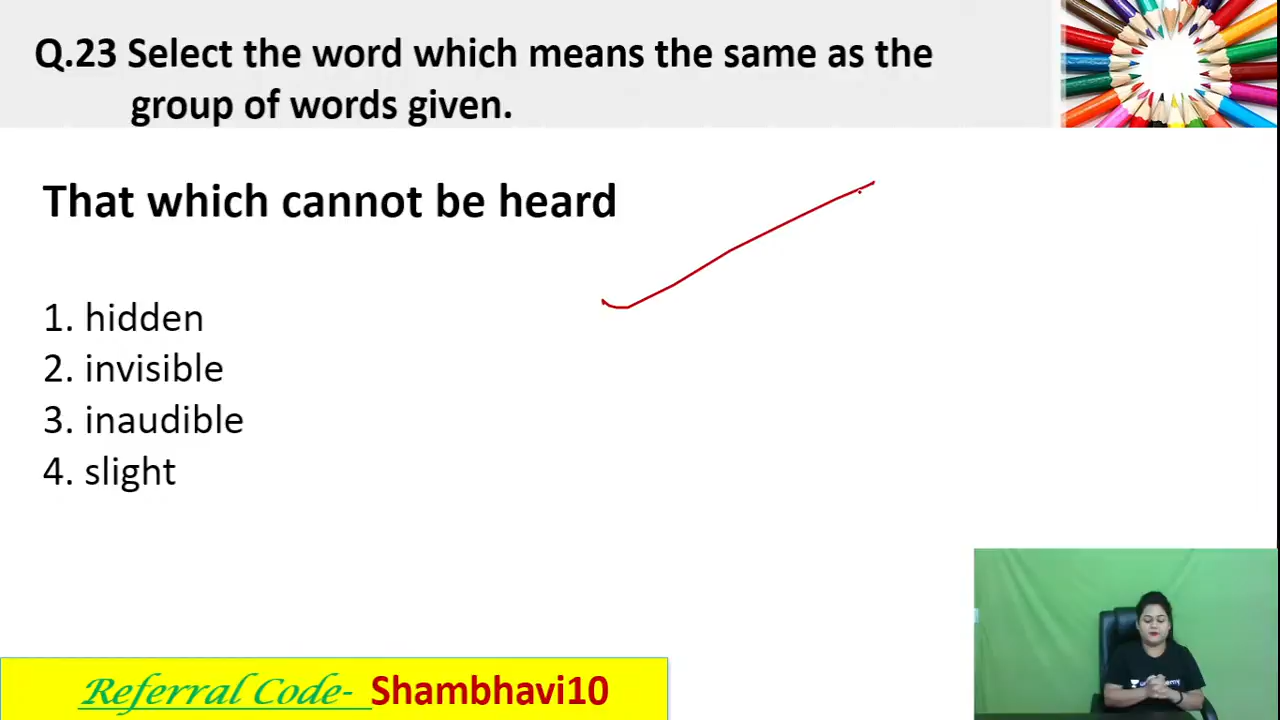 Q.23 Select the word which means the same as the
group of words given.
That which cannot be heard
1. hidden
2. invisible
3. inaudible
4. slight
Referral Code- Shambhavi10